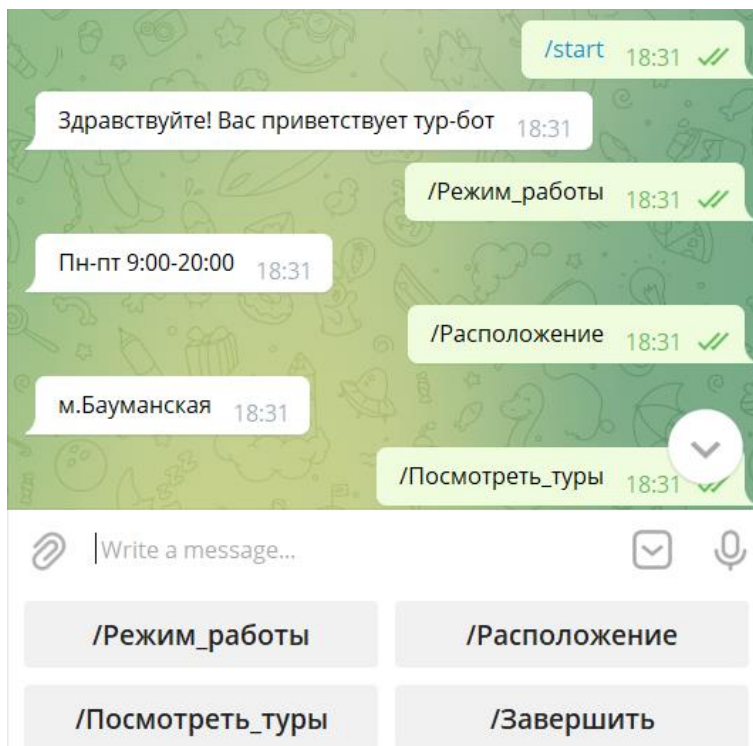 /start 18:31
Здравствуйте! Вас приветствует тур-бот 18:31
/Режим_работы 18:31
Пн-пт 9:00-20:00 18:31
/Расположение 18:31
м.Бауманская 18:31
/Посмотреть_туры 18:31
Write a message...
/Режим_работы /Расположение
/Посмотреть_туры /Завершить